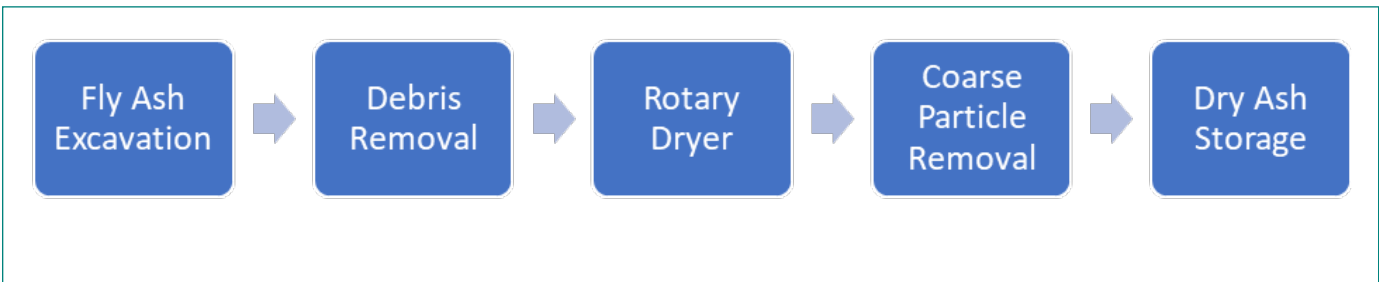 Fly Ash
Excavation
Debris
Removal
Rotary
Dryer
Coarse
Particle
Removal
Dry Ash
Storage